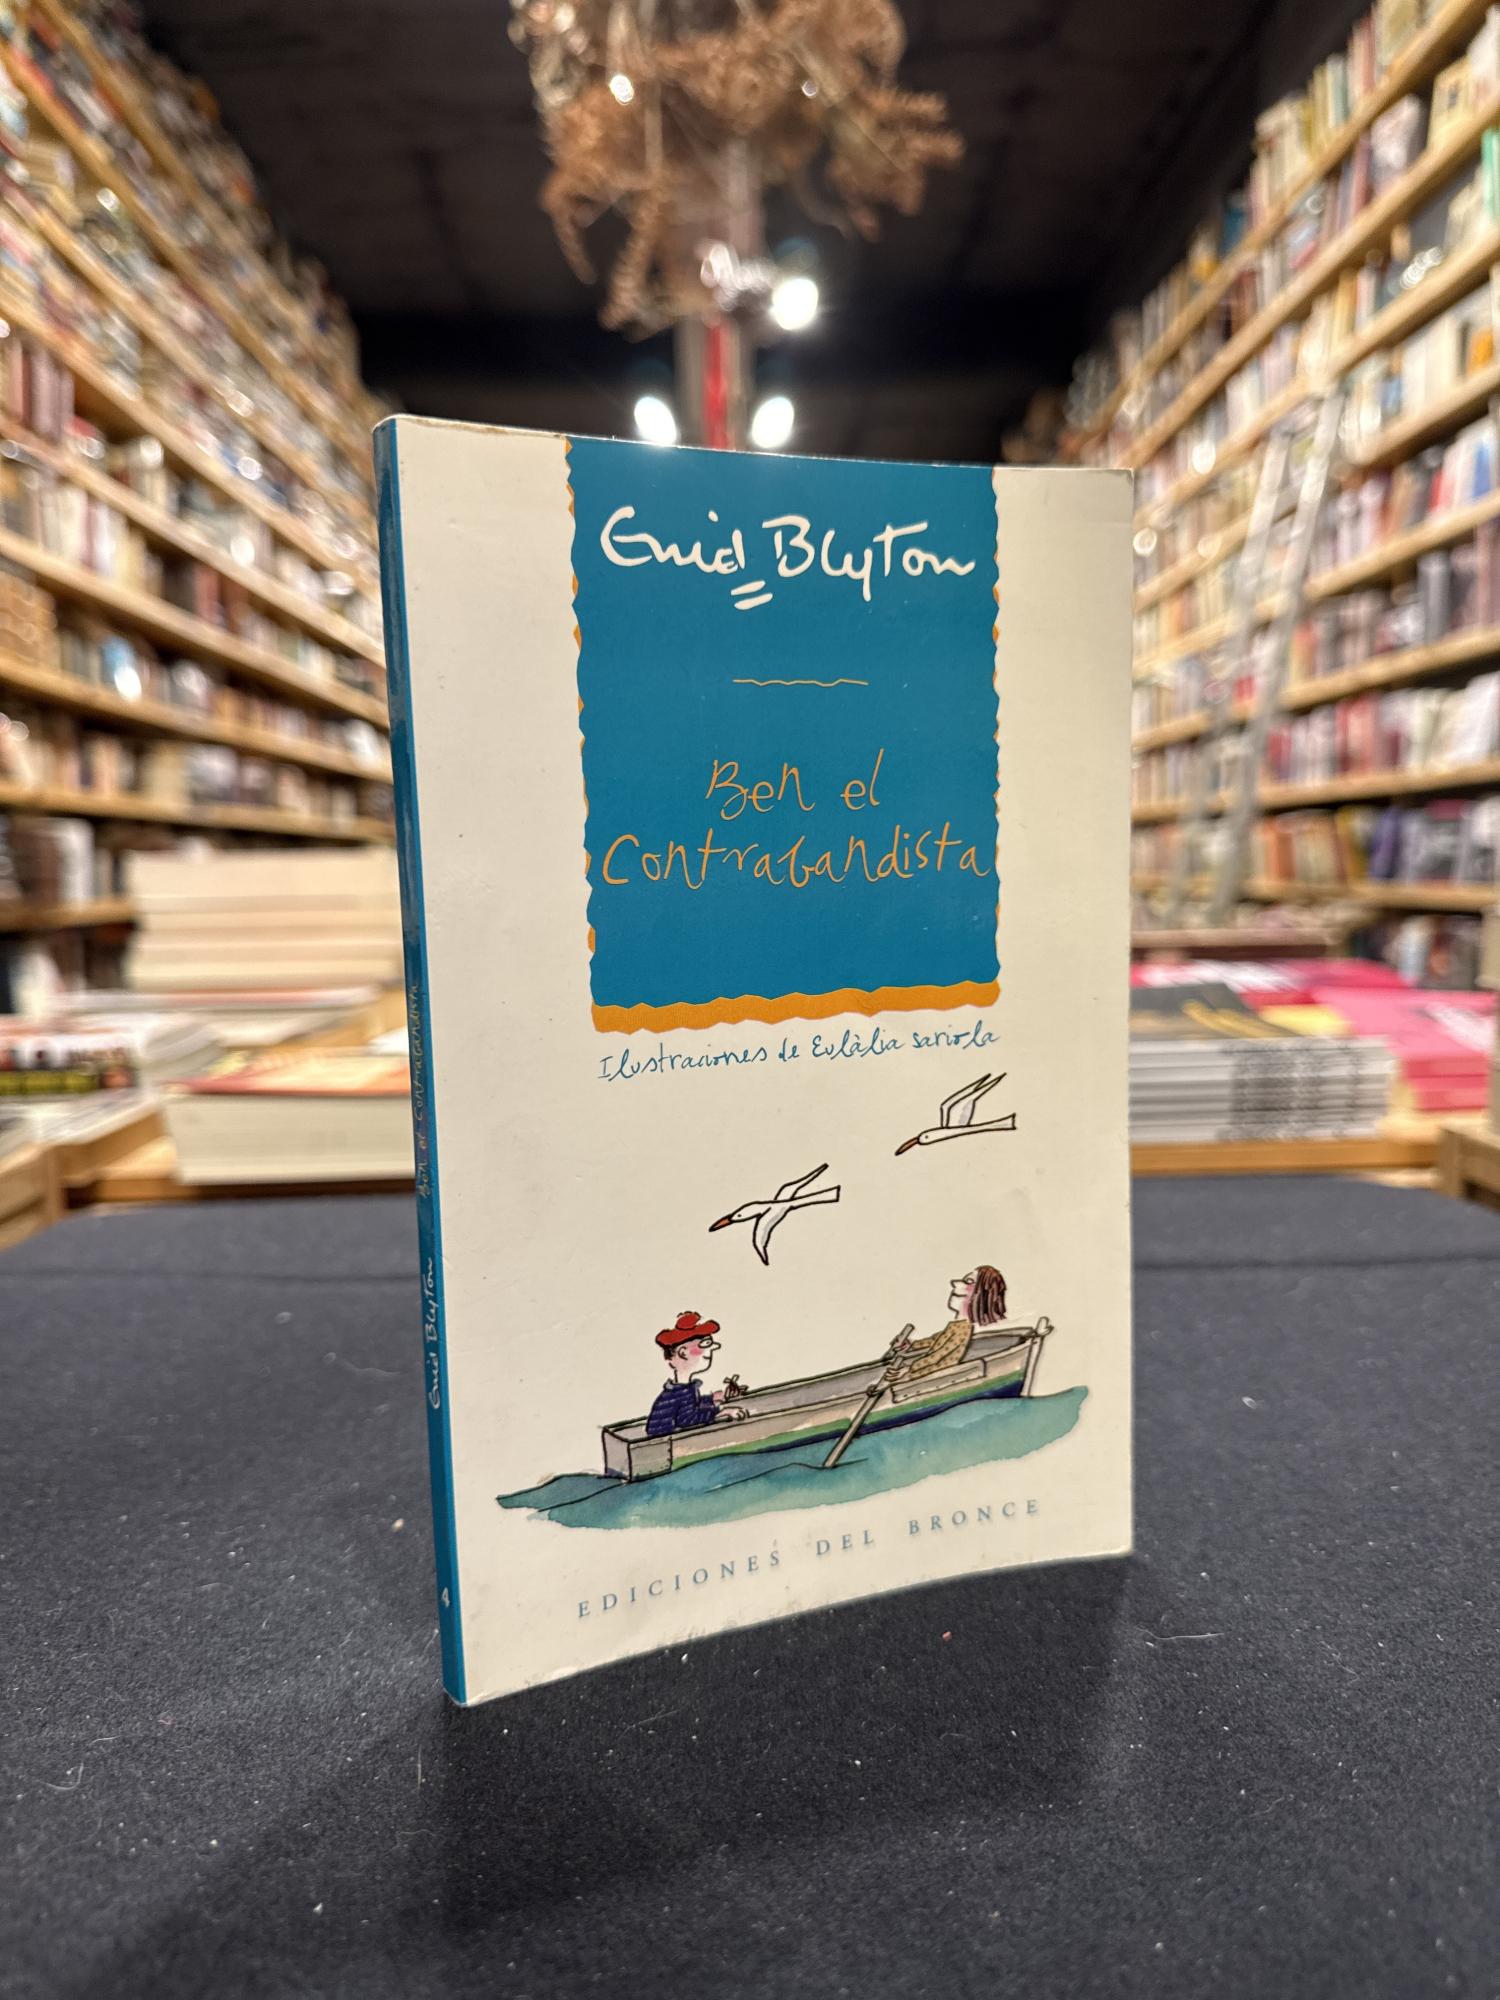 Enid Blyton
Ben el
Contrabandista
Ilustraciones de Eulàlia Sariola
EDICIONES DEL BRONCE
Enid Blyton Ben el Contrabandista
4